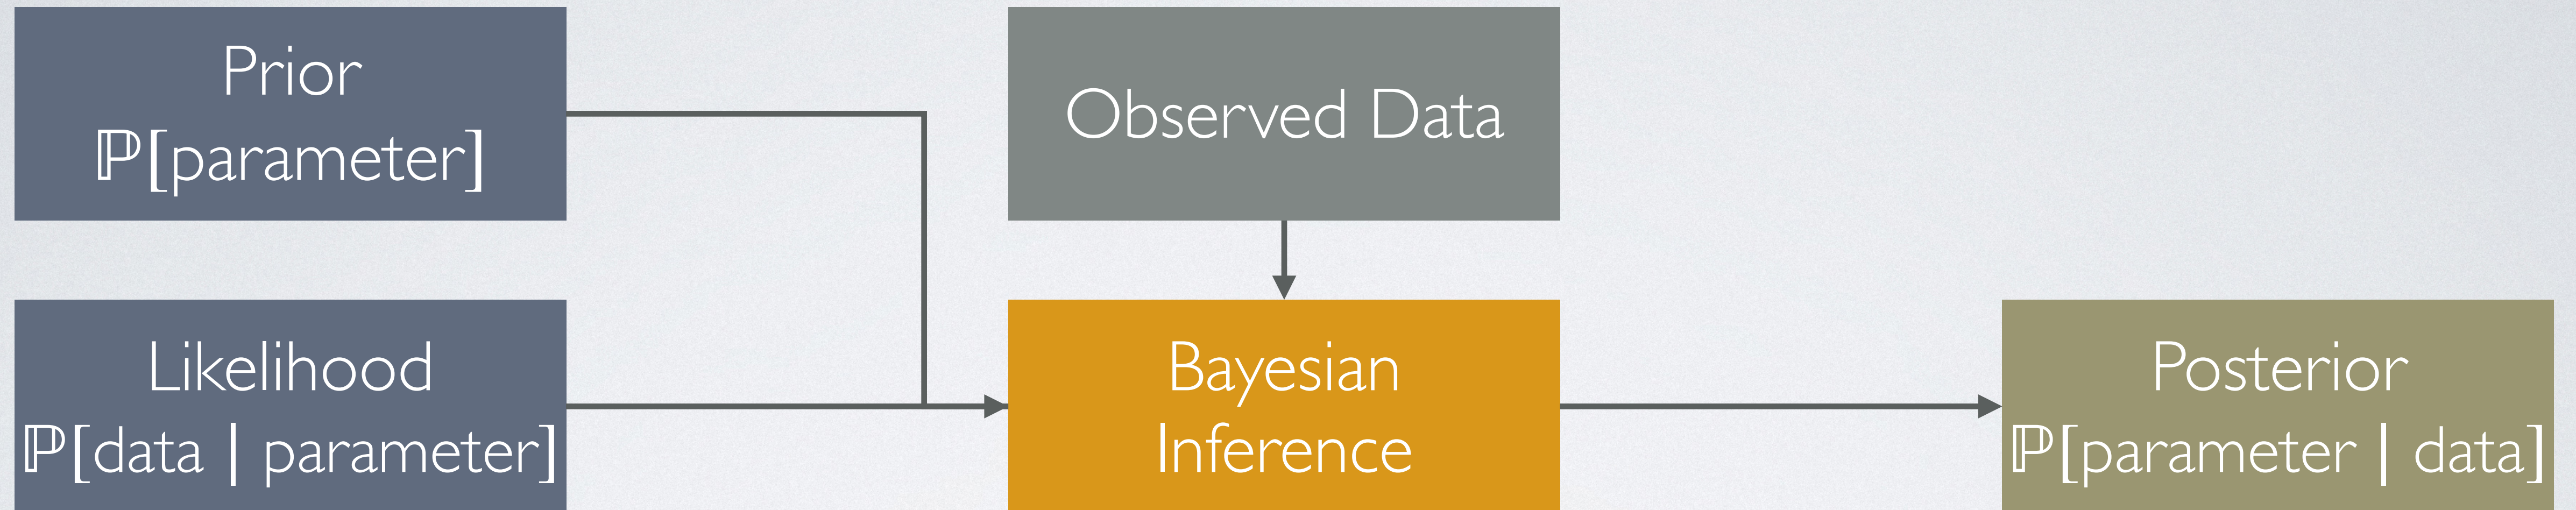 Prior
ℙ[parameter]
Observed Data
Likelihood
ℙ[data | parameter]
Bayesian
Inference
Posterior
ℙ[parameter | data]